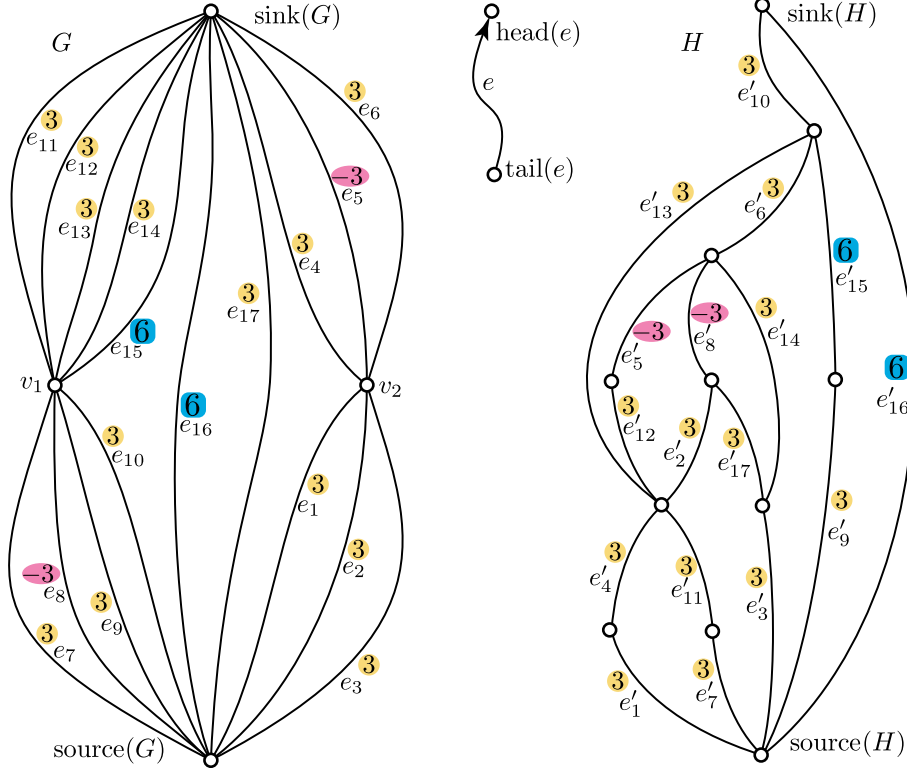 G
sink(G)
3
e₁₁
3
e₁₂
3
e₁₃
3
e₁₄
6
e₁₅
6
e₁₆
3
e₁₇
3
e₄
−3
e₅
3
e₆
v₁
v₂
3
e₁₀
−3
e₈
3
e₇
3
e₉
3
e₁
3
e₂
3
e₃
source(G)
head(e)
e
tail(e)
H
sink(H)
3
e′₁₀
e′₁₃ 3
3
e′₆
6
e′₁₅
−3
e′₅
−3
e′₈
3
e′₁₄
6
e′₁₆
3
e′₁₂
3
e′₂
3
e′₁₇
3
e′₉
3
e′₄
3
e′₁₁
3
e′₃
3
e′₁
3
e′₇
source(H)